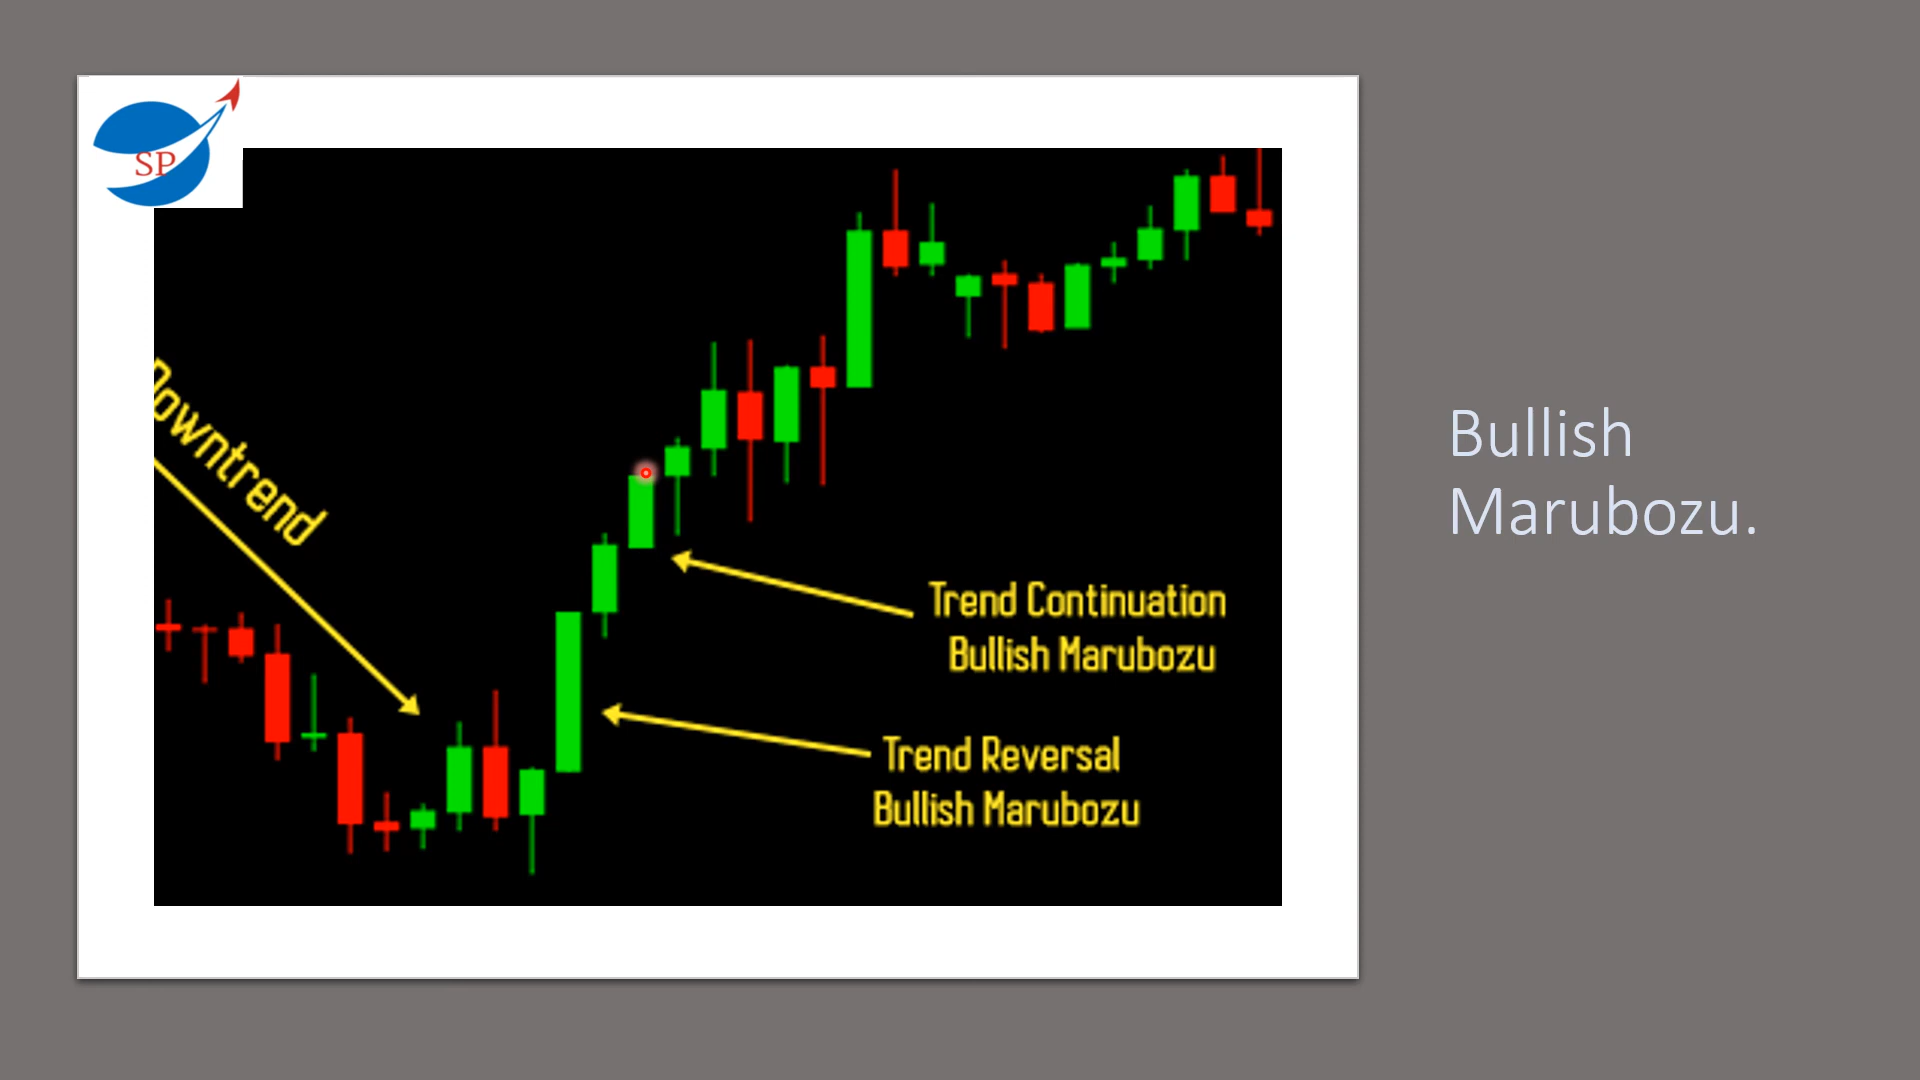 SP
Downtrend
Trend Continuation
Bullish Marubozu
Trend Reversal
Bullish Marubozu
Bullish
Marubozu.